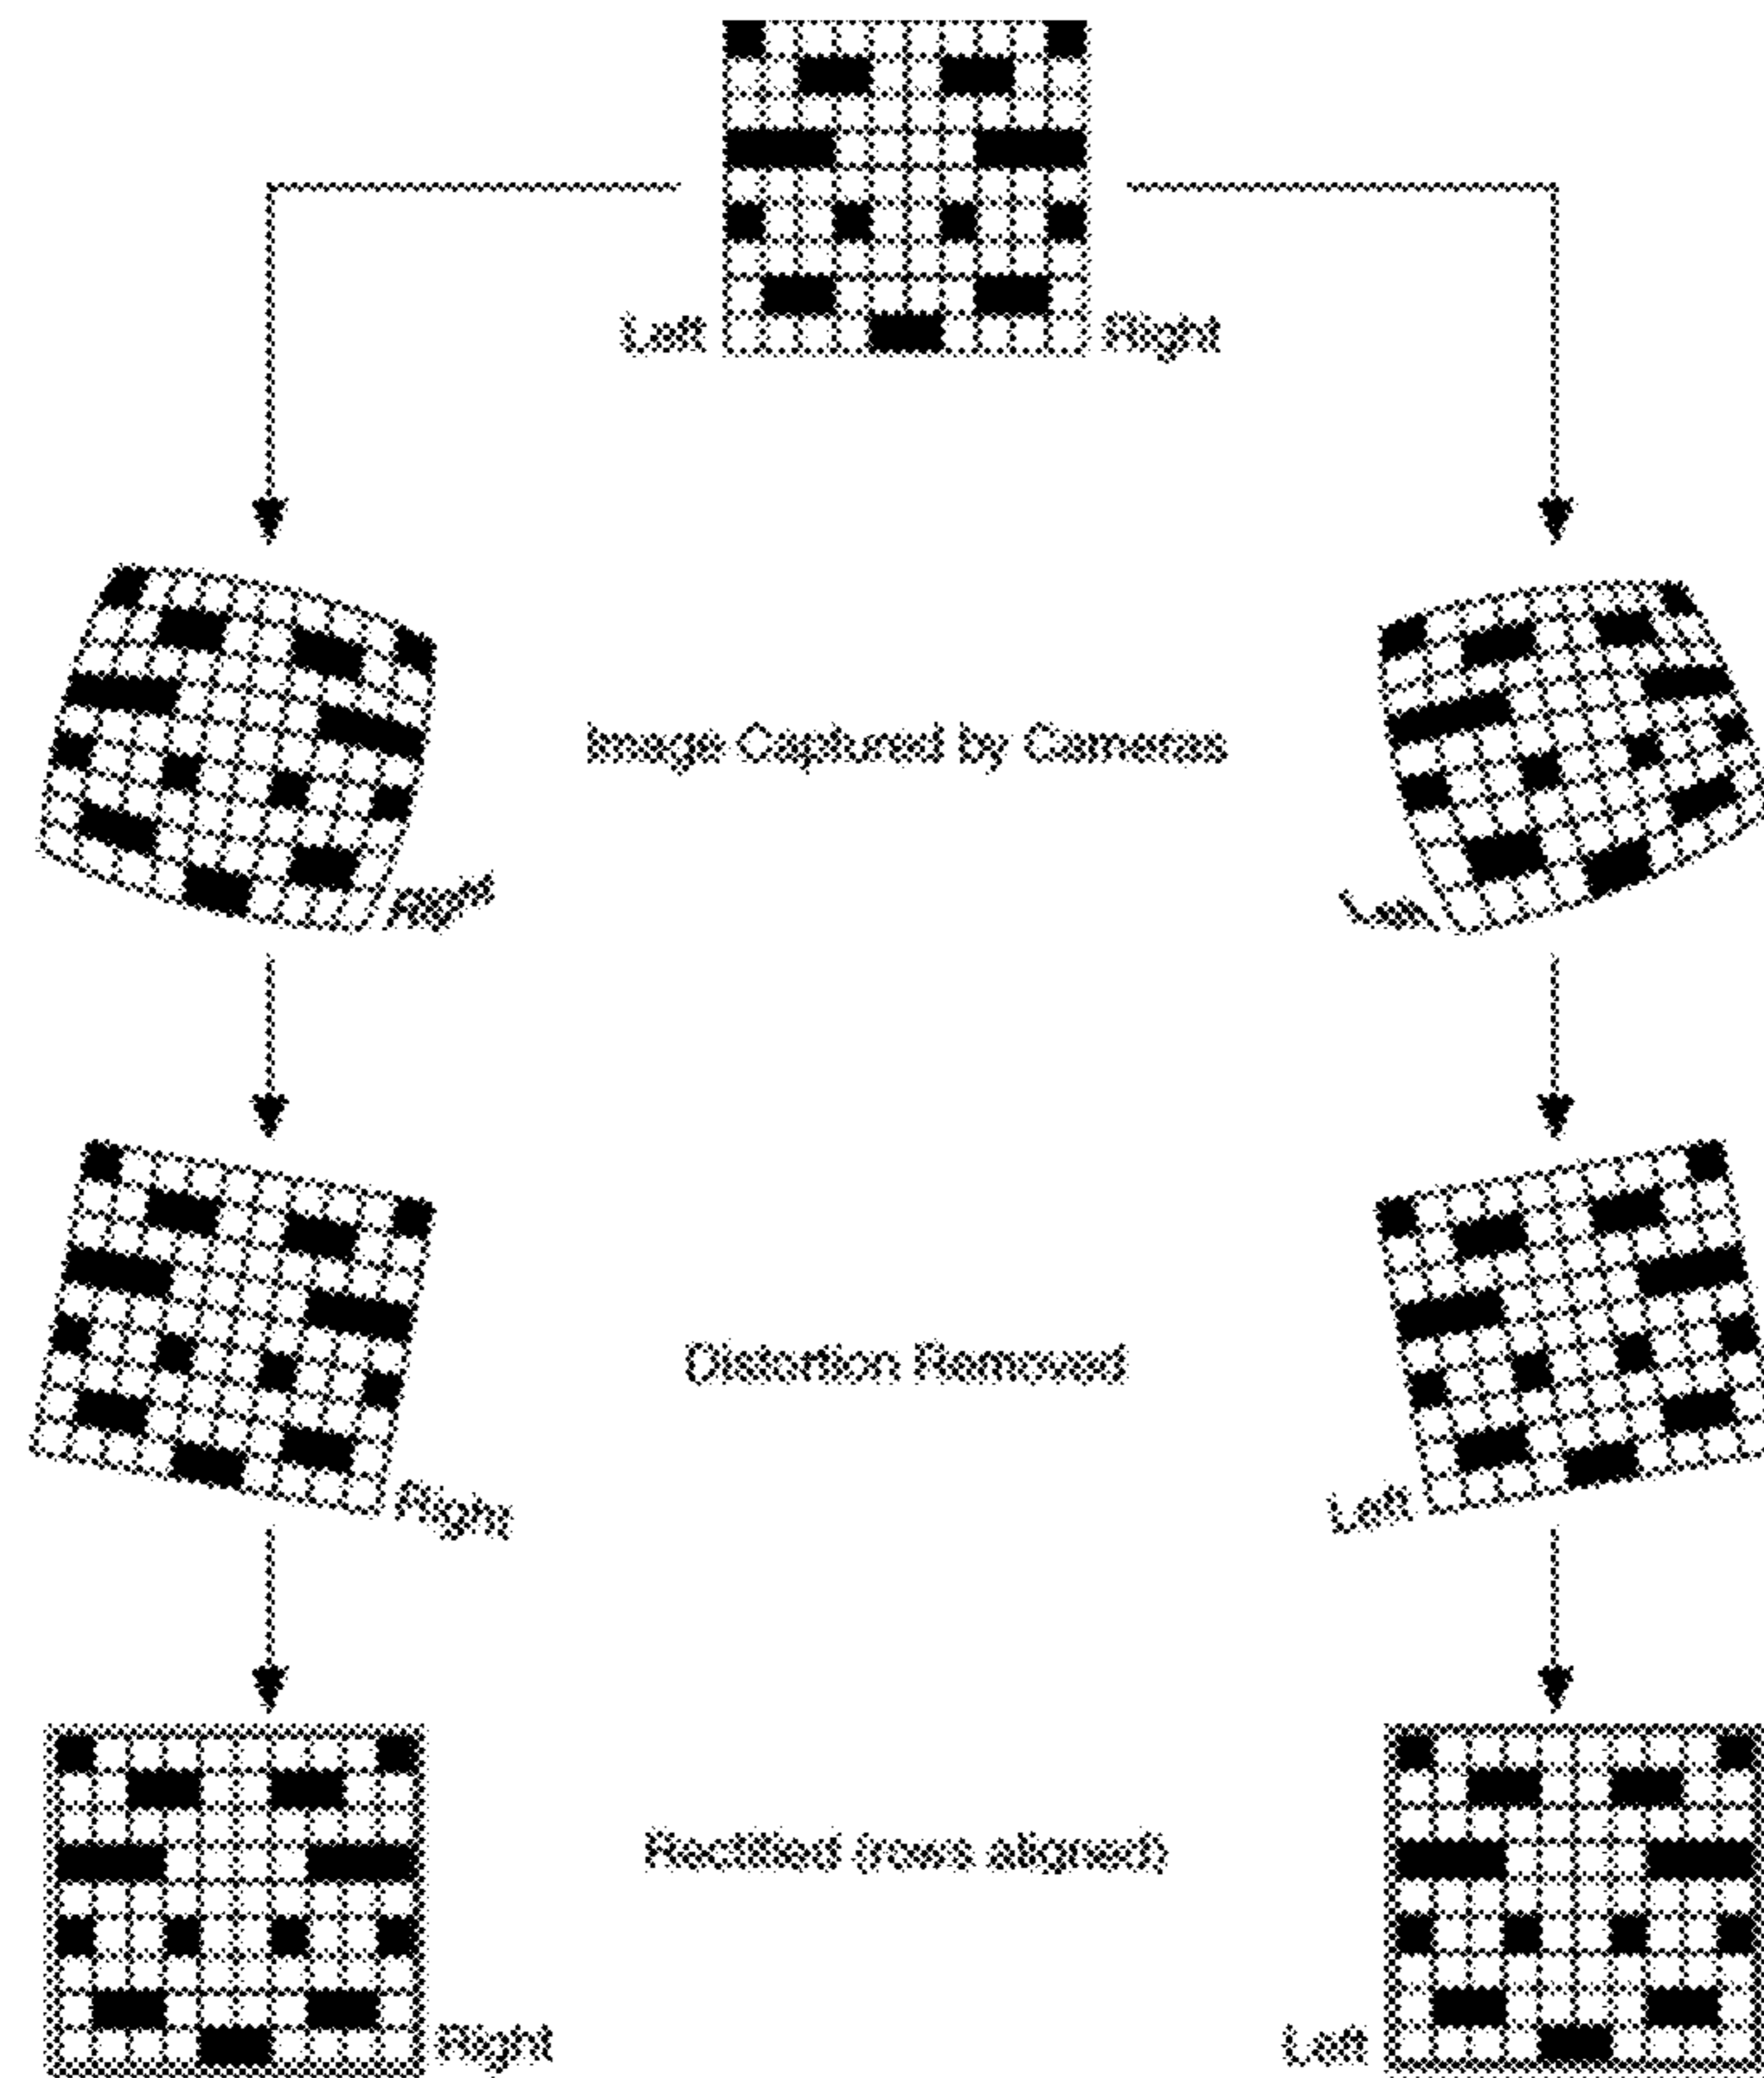 Left Right
Image Captured by Cameras
Right Left
Distortion Removed
Right Left
Rectified (rows aligned)
Right Left